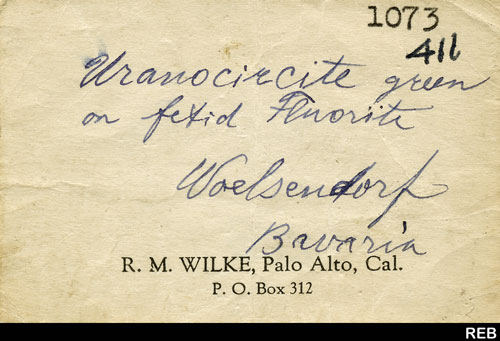 1073
411
Uranocircite green
on fetid Fluorite
Woelsendorf
Bavaria
R. M. WILKE, Palo Alto, Cal.
P. O. Box 312
REB